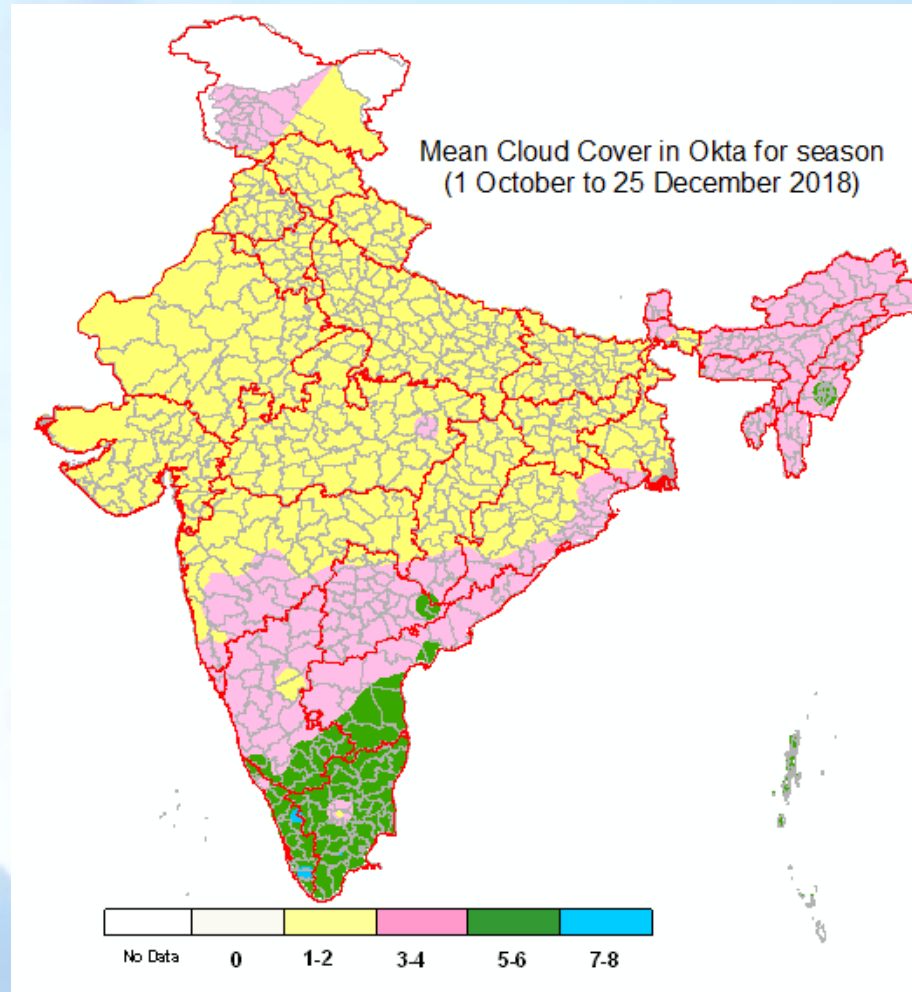 Mean Cloud Cover in Okta for season
(1 October to 25 December 2018)
No Data 0 1-2 3-4 5-6 7-8